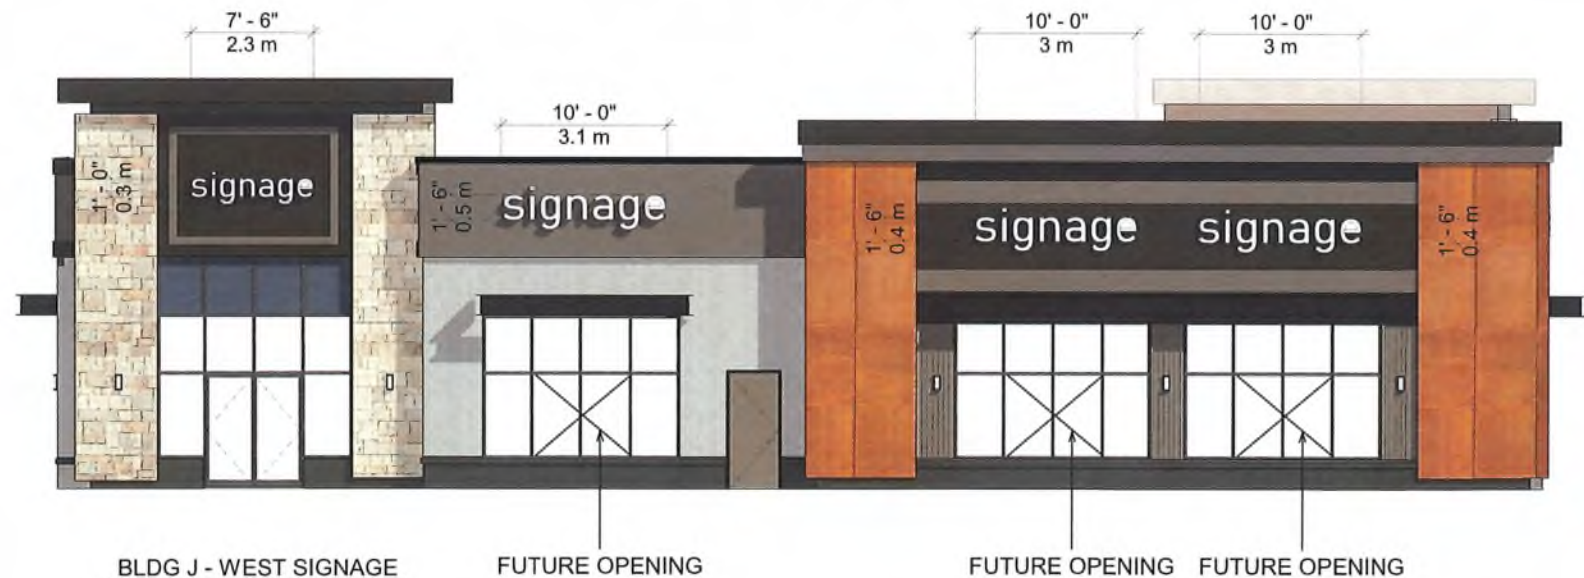 7' - 6"
2.3 m
10' - 0"
3.1 m
10' - 0"
3 m
10' - 0"
3 m
1' - 0"
0.3 m
signage
1' - 6"
0.5 m
signage
1' - 6"
0.4 m
signage
signage
1' - 6"
0.4 m
BLDG J - WEST SIGNAGE
FUTURE OPENING
FUTURE OPENING
FUTURE OPENING